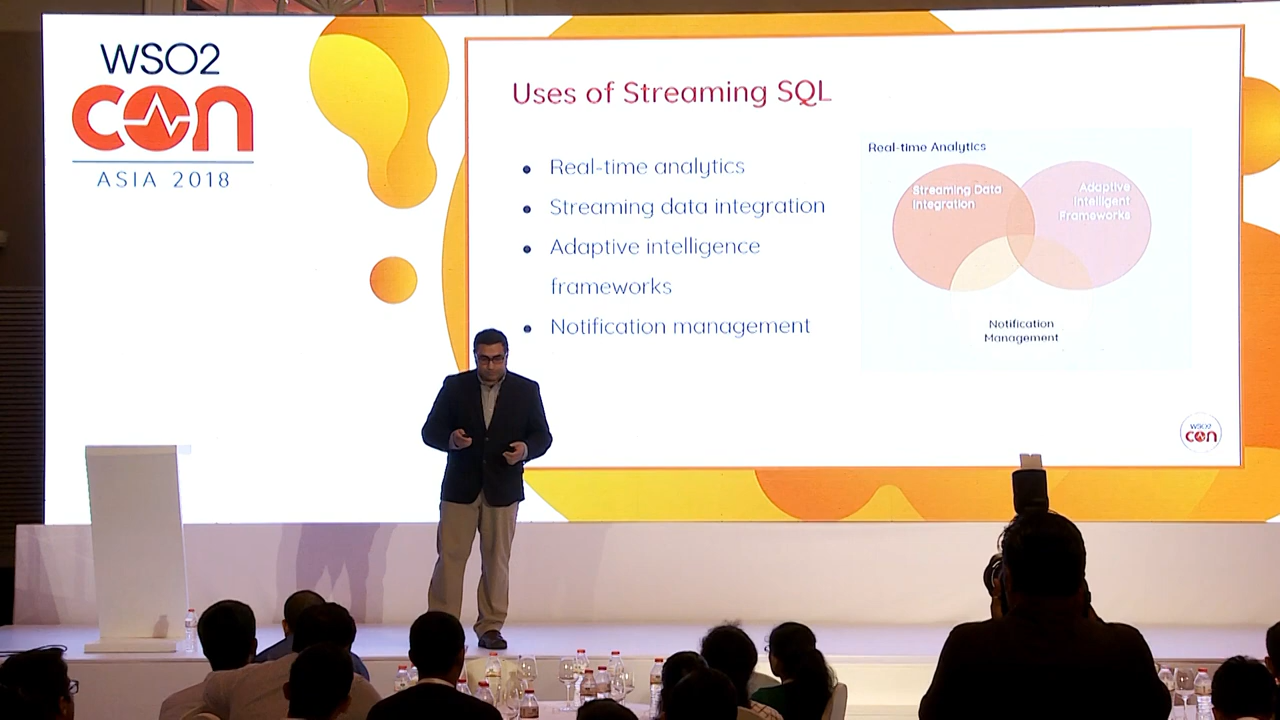 WSO2
con
ASIA 2018
Uses of Streaming SQL
Real-time analytics
Streaming data integration
Adaptive intelligence
frameworks
Notification management
Real-time Analytics
Streaming Data
Integration
Adaptive
Intelligent
Frameworks
Notification
Management
WSO2
con